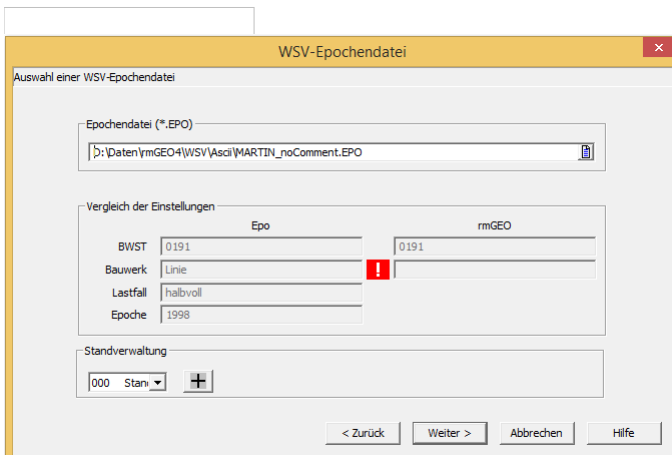 WSV-Epochendatei
Auswahl einer WSV-Epochendatei
Epochendatei (*.EPO)
D:\Daten\rmGEO4\WSV\Ascii\MARTIN_noComment.EPO
Vergleich der Einstellungen
Epo rmGEO
BWST 0191 0191
Bauwerk Linie
Lastfall halbvoll
Epoche 1998
Standverwaltung
000 Stan
< Zurück Weiter > Abbrechen Hilfe